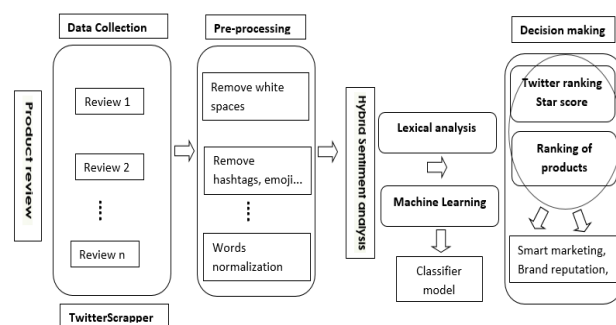 Data Collection
Pre-processing
Decision making
Product review
Review 1
Review 2
Review n
TwitterScrapper
Remove white
spaces
Remove
hashtags, emoji...
Words
normalization
Hybrid Sentiment analysis
Lexical analysis
Machine Learning
Classifier
model
Twitter ranking
Star score
Ranking of
products
Smart marketing,
Brand reputation,